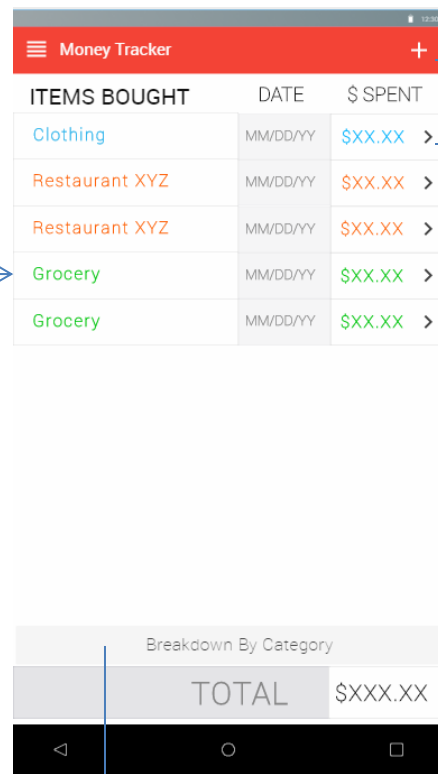 12:30
Money Tracker +
ITEMS BOUGHT DATE $ SPENT
Clothing MM/DD/YY $XX.XX >
Restaurant XYZ MM/DD/YY $XX.XX >
Restaurant XYZ MM/DD/YY $XX.XX >
Grocery MM/DD/YY $XX.XX >
Grocery MM/DD/YY $XX.XX >
Breakdown By Category
TOTAL $XXX.XX